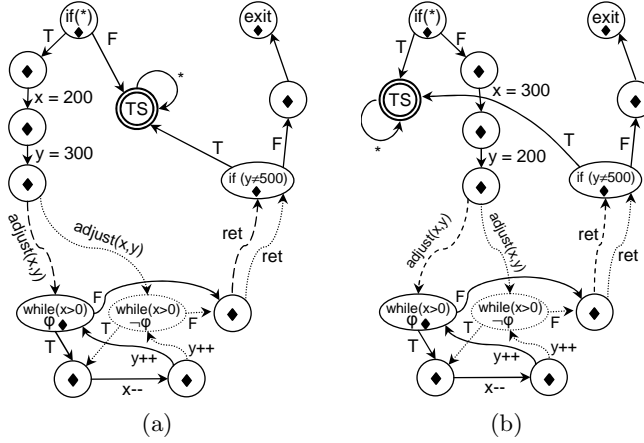 if(*)
T
F
x = 200
y = 300
TS
*
exit
T
F
if (y≠500)
adjust(x,y)
adjust(x,y)
ret
ret
while(x>0)
φ
F
while(x>0)
¬φ
F
T
T
y++
y++
x--
(a)
if(*)
T
F
x = 300
y = 200
TS
*
exit
T
F
if (y≠500)
adjust(x,y)
adjust(x,y)
ret
ret
while(x>0)
φ
F
while(x>0)
¬φ
F
T
T
y++
y++
x--
(b)